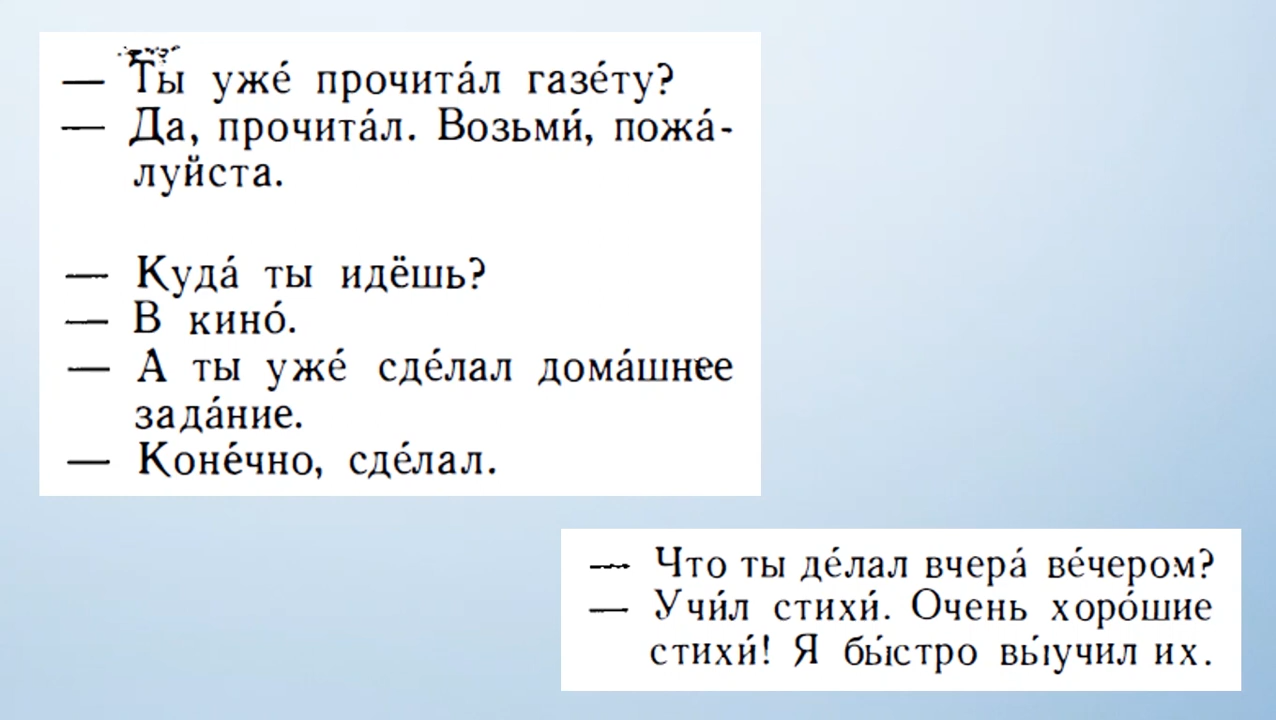 — Ты уже́ прочита́л газе́ту?
— Да, прочита́л. Возьми́, пожа́-
луйста.
— Куда́ ты идёшь?
— В кино́.
— А ты уже́ сде́лал дома́шнее
зада́ние.
— Коне́чно, сде́лал.
— Что ты де́лал вчера́ ве́чером?
— Учи́л стихи́. Очень хоро́шие
стихи́! Я бы́стро вы́учил их.